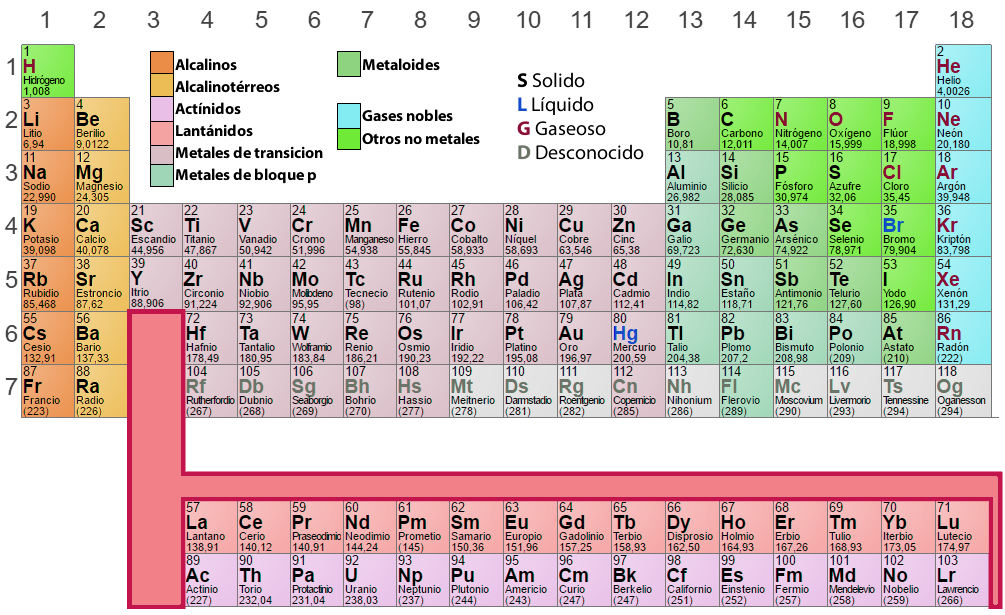 1 2 3 4 5 6 7 8 9 10 11 12 13 14 15 16 17 18
1
1
H
Hidrógeno
1,008
2
He
Helio
4,0026
Alcalinos
Alcalinotérreos
Actínidos
Lantánidos
Metales de transicion
Metales de bloque p
Metaloides
Gases nobles
Otros no metales
S Solido
L Líquido
G Gaseoso
D Desconocido
2
3 4 5 6 7 8 9 10
Li Be B C N O F Ne
Litio Berilio Boro Carbono Nitrógeno Oxígeno Flúor Neón
6,94 9,0122 10,81 12,011 14,007 15,999 18,998 20,180
3
11 12 13 14 15 16 17 18
Na Mg Al Si P S Cl Ar
Sodio Magnesio Aluminio Silicio Fósforo Azufre Cloro Argón
22,990 24,305 26,982 28,085 30,974 32,06 35,45 39,948
4
19 20 21 22 23 24 25 26 27 28 29 30 31 32 33 34 35 36
K Ca Sc Ti V Cr Mn Fe Co Ni Cu Zn Ga Ge As Se Br Kr
Potasio Calcio Escandio Titanio Vanadio Cromo Manganeso Hierro Cobalto Níquel Cobre Cinc Galio Germanio Arsénico Selenio Bromo Kriptón
39,098 40,078 44,956 47,867 50,942 51,996 54,938 55,845 58,933 58,693 63,546 65,38 69,723 72,630 74,922 78,971 79,904 83,798
5
37 38 39 40 41 42 43 44 45 46 47 48 49 50 51 52 53 54
Rb Sr Y Zr Nb Mo Tc Ru Rh Pd Ag Cd In Sn Sb Te I Xe
Rubidio Estroncio Itrio Circonio Niobio Molibdeno Tecnecio Rutenio Rodio Paladio Plata Cadmio Indio Estaño Antimonio Telurio Yodo Xenón
85,468 87,62 88,906 91,224 92,906 95,95 (98) 101,07 102,91 106,42 107,87 112,41 114,82 118,71 121,76 127,60 126,90 131,29
6
55 56 72 73 74 75 76 77 78 79 80 81 82 83 84 85 86
Cs Ba Hf Ta W Re Os Ir Pt Au Hg Tl Pb Bi Po At Rn
Cesio Bario Hafnio Tantalio Wolframio Renio Osmio Iridio Platino Oro Mercurio Talio Plomo Bismuto Polonio Astato Radón
132,91 137,33 178,49 180,95 183,84 186,21 190,23 192,22 195,08 196,97 200,59 204,38 207,2 208,98 (209) (210) (222)
7
87 88 104 105 106 107 108 109 110 111 112 113 114 115 116 117 118
Fr Ra Rf Db Sg Bh Hs Mt Ds Rg Cn Nh Fl Mc Lv Ts Og
Francio Radio Rutherfordio Dubnio Seaborgio Bohrio Hassio Meitnerio Darmstadio Roentgenio Copernicio Nihonium Flerovio Moscovium Livermorio Tennessine Oganesson
(223) (226) (267) (268) (269) (270) (277) (278) (281) (282) (285) (286) (289) (290) (293) (294) (294)
57 58 59 60 61 62 63 64 65 66 67 68 69 70 71
La Ce Pr Nd Pm Sm Eu Gd Tb Dy Ho Er Tm Yb Lu
Lantano Cerio Praseodimio Neodimio Prometio Samario Europio Gadolinio Terbio Disprosio Holmio Erbio Tulio Iterbio Lutecio
138,91 140,12 140,91 144,24 (145) 150,36 151,96 157,25 158,93 162,50 164,93 167,26 168,93 173,05 174,97
89 90 91 92 93 94 95 96 97 98 99 100 101 102 103
Ac Th Pa U Np Pu Am Cm Bk Cf Es Fm Md No Lr
Actinio Torio Protactinio Uranio Neptunio Plutonio Americio Curio Berkelio Californio Einstenio Fermio Mendelevio Nobelio Lawrencio
(227) 232,04 231,04 238,03 (237) (244) (243) (247) (247) (251) (252) (257) (258) (259) (266)